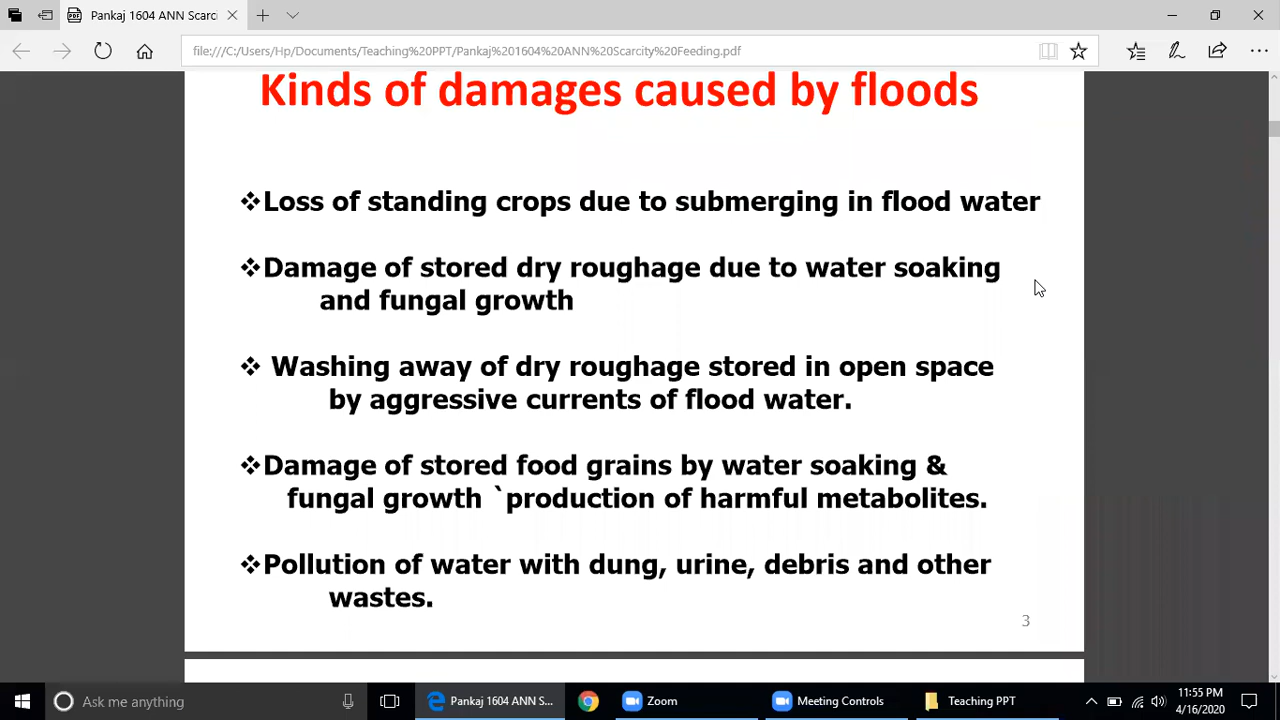 Pankaj 1604 ANN Scarci
file:///C:/Users/Hp/Documents/Teaching%20PPT/Pankaj%201604%20ANN%20Scarcity%20Feeding.pdf
Kinds of damages caused by floods
❖Loss of standing crops due to submerging in flood water
❖Damage of stored dry roughage due to water soaking
and fungal growth
❖ Washing away of dry roughage stored in open space
by aggressive currents of flood water.
❖Damage of stored food grains by water soaking &
fungal growth `production of harmful metabolites.
❖Pollution of water with dung, urine, debris and other
wastes.
3
Ask me anything
Pankaj 1604 ANN S...
Zoom
Meeting Controls
Teaching PPT
11:55 PM
4/16/2020